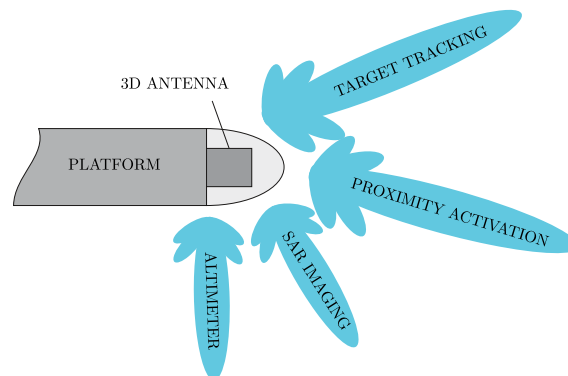 TARGET TRACKING
3D ANTENNA
PLATFORM
PROXIMITY ACTIVATION
SAR IMAGING
ALTIMETER